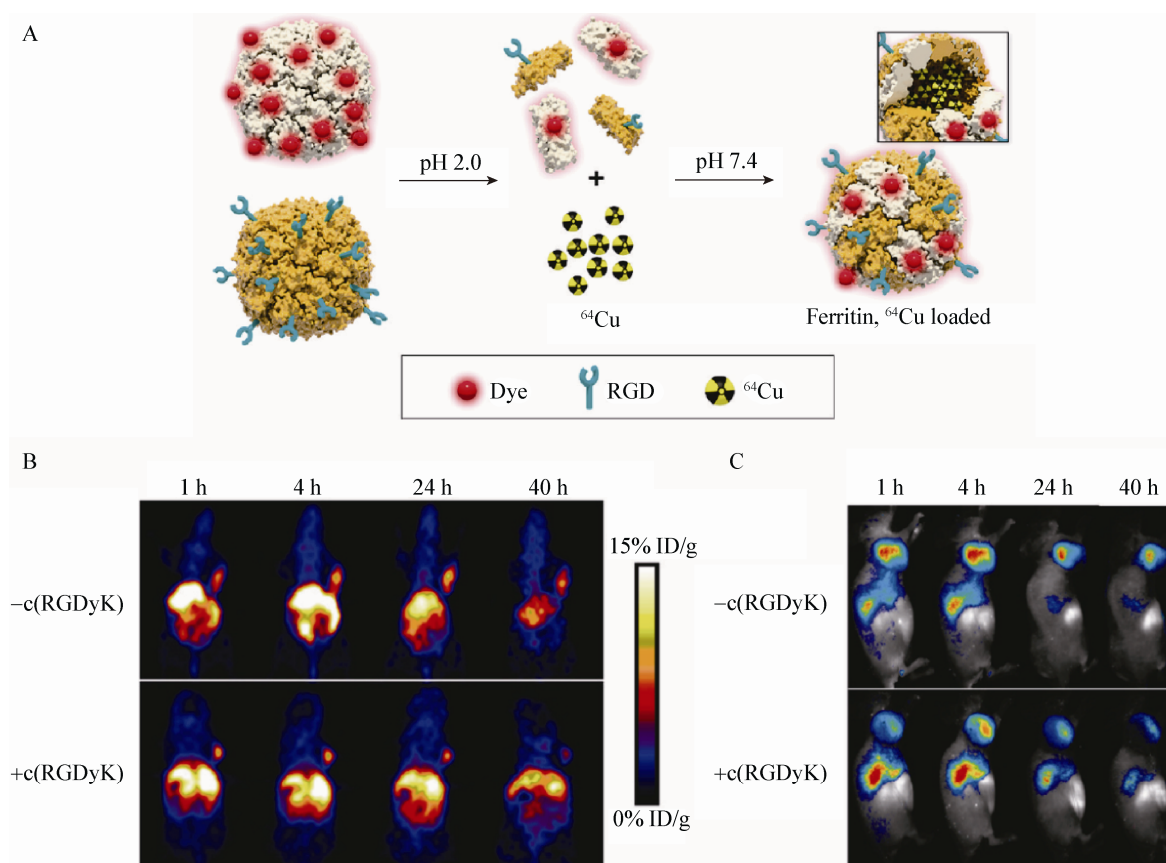 A
pH 2.0
pH 7.4
+
⁶⁴Cu
Ferritin, ⁶⁴Cu loaded
Dye
RGD
⁶⁴Cu
B
1 h 4 h 24 h 40 h
15% ID/g
−c(RGDyK)
+c(RGDyK)
0% ID/g
C
1 h 4 h 24 h 40 h
−c(RGDyK)
+c(RGDyK)